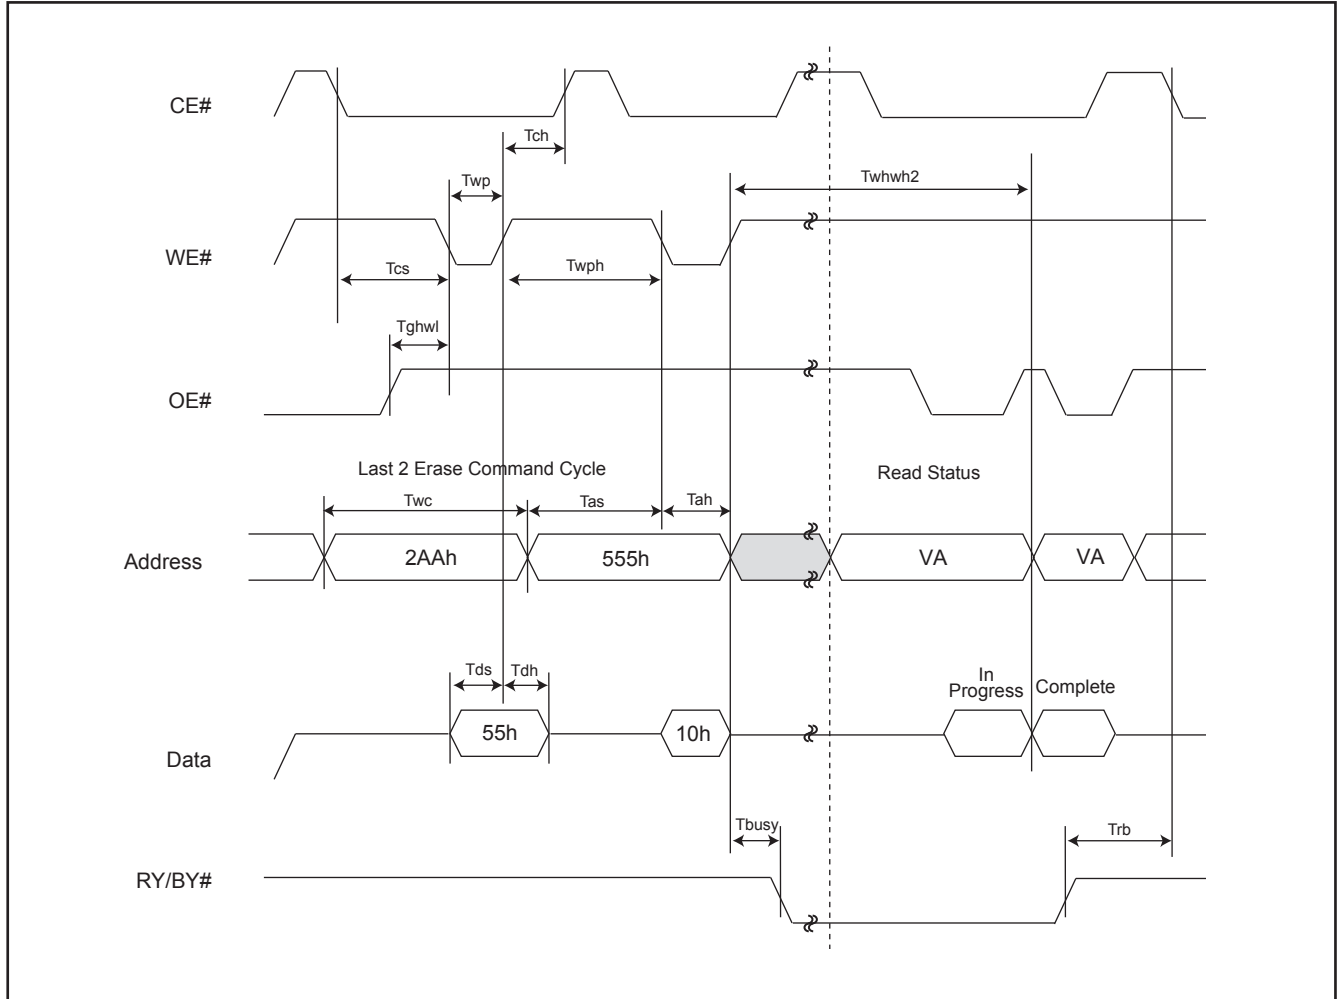 CE#
Tch
Twp
Twhwh2
WE#
Tcs
Twph
Tghwl
OE#
Last 2 Erase Command Cycle
Read Status
Twc
Tas
Tah
Address
2AAh
555h
VA
VA
Tds
Tdh
In
Progress
Complete
55h
10h
Data
Tbusy
Trb
RY/BY#